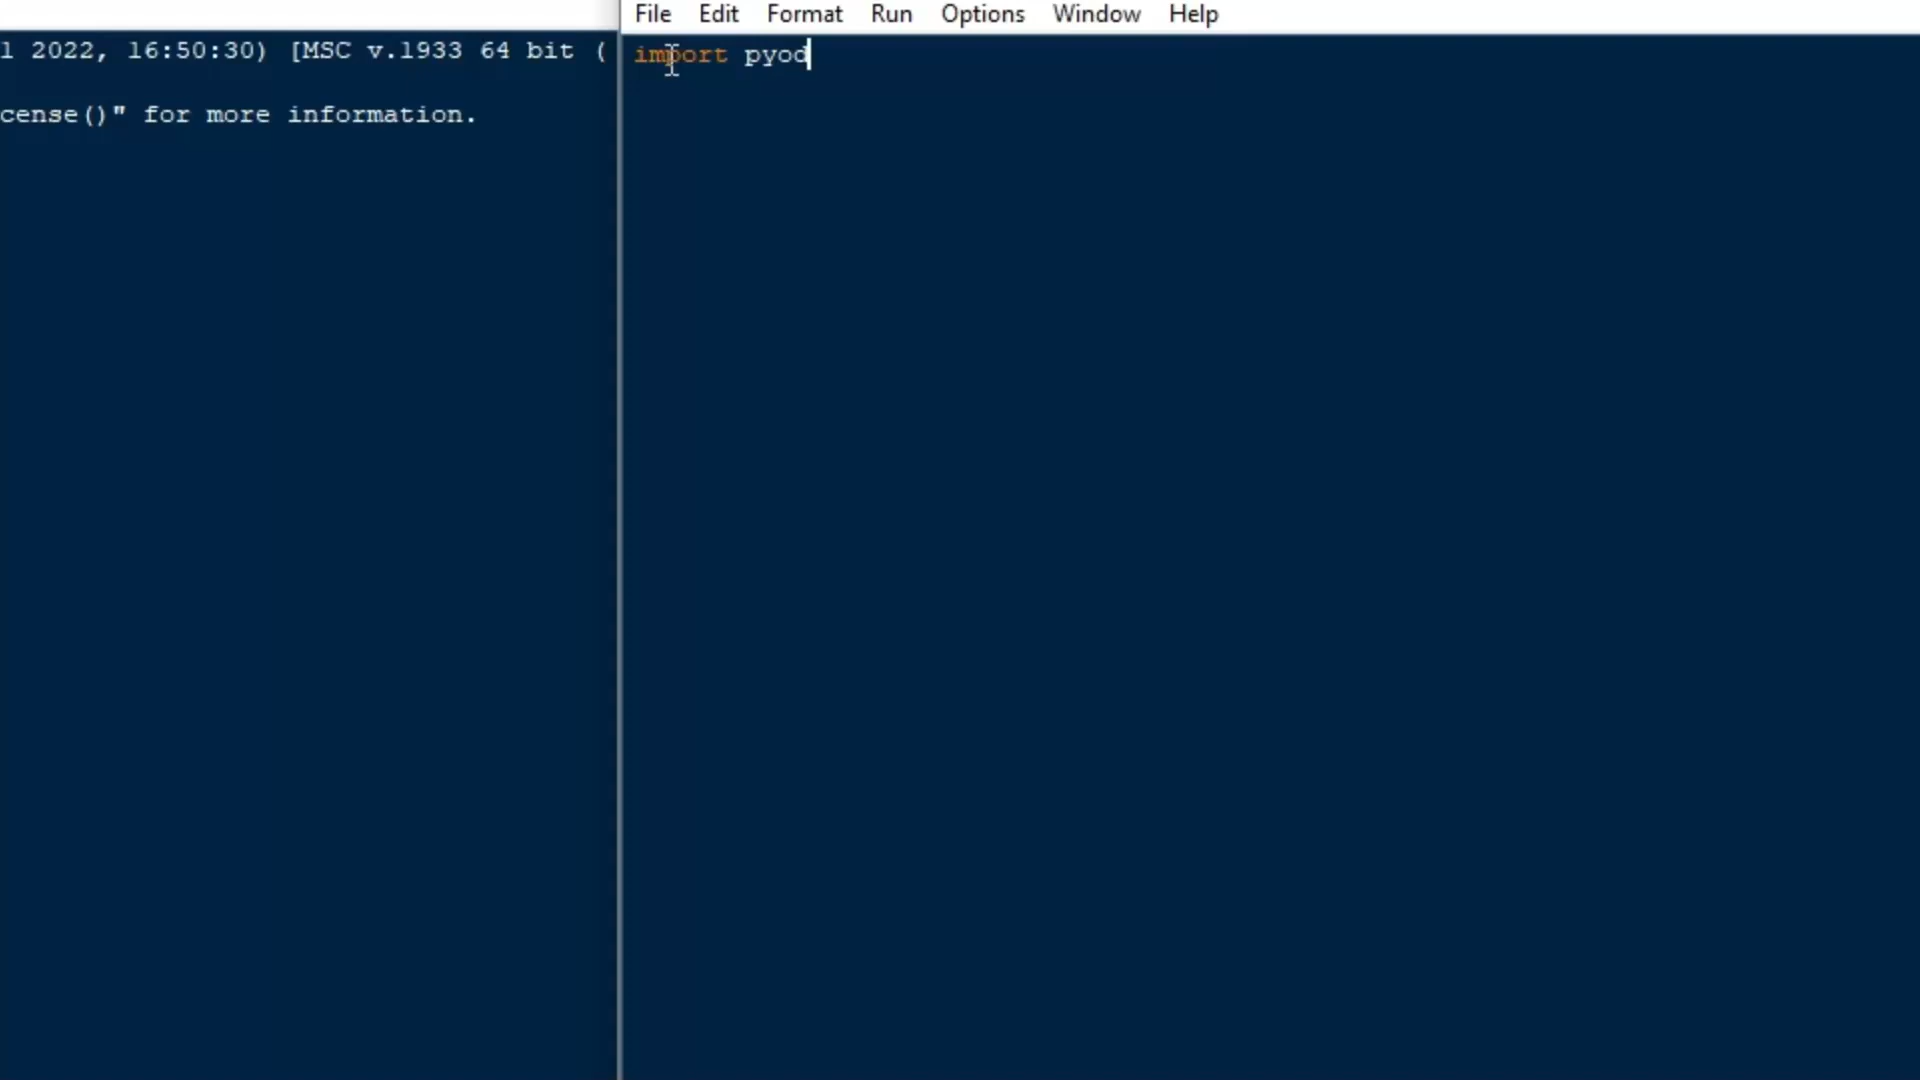 File Edit Format Run Options Window Help
l 2022, 16:50:30) [MSC v.1933 64 bit (
cense()" for more information.
import pyod